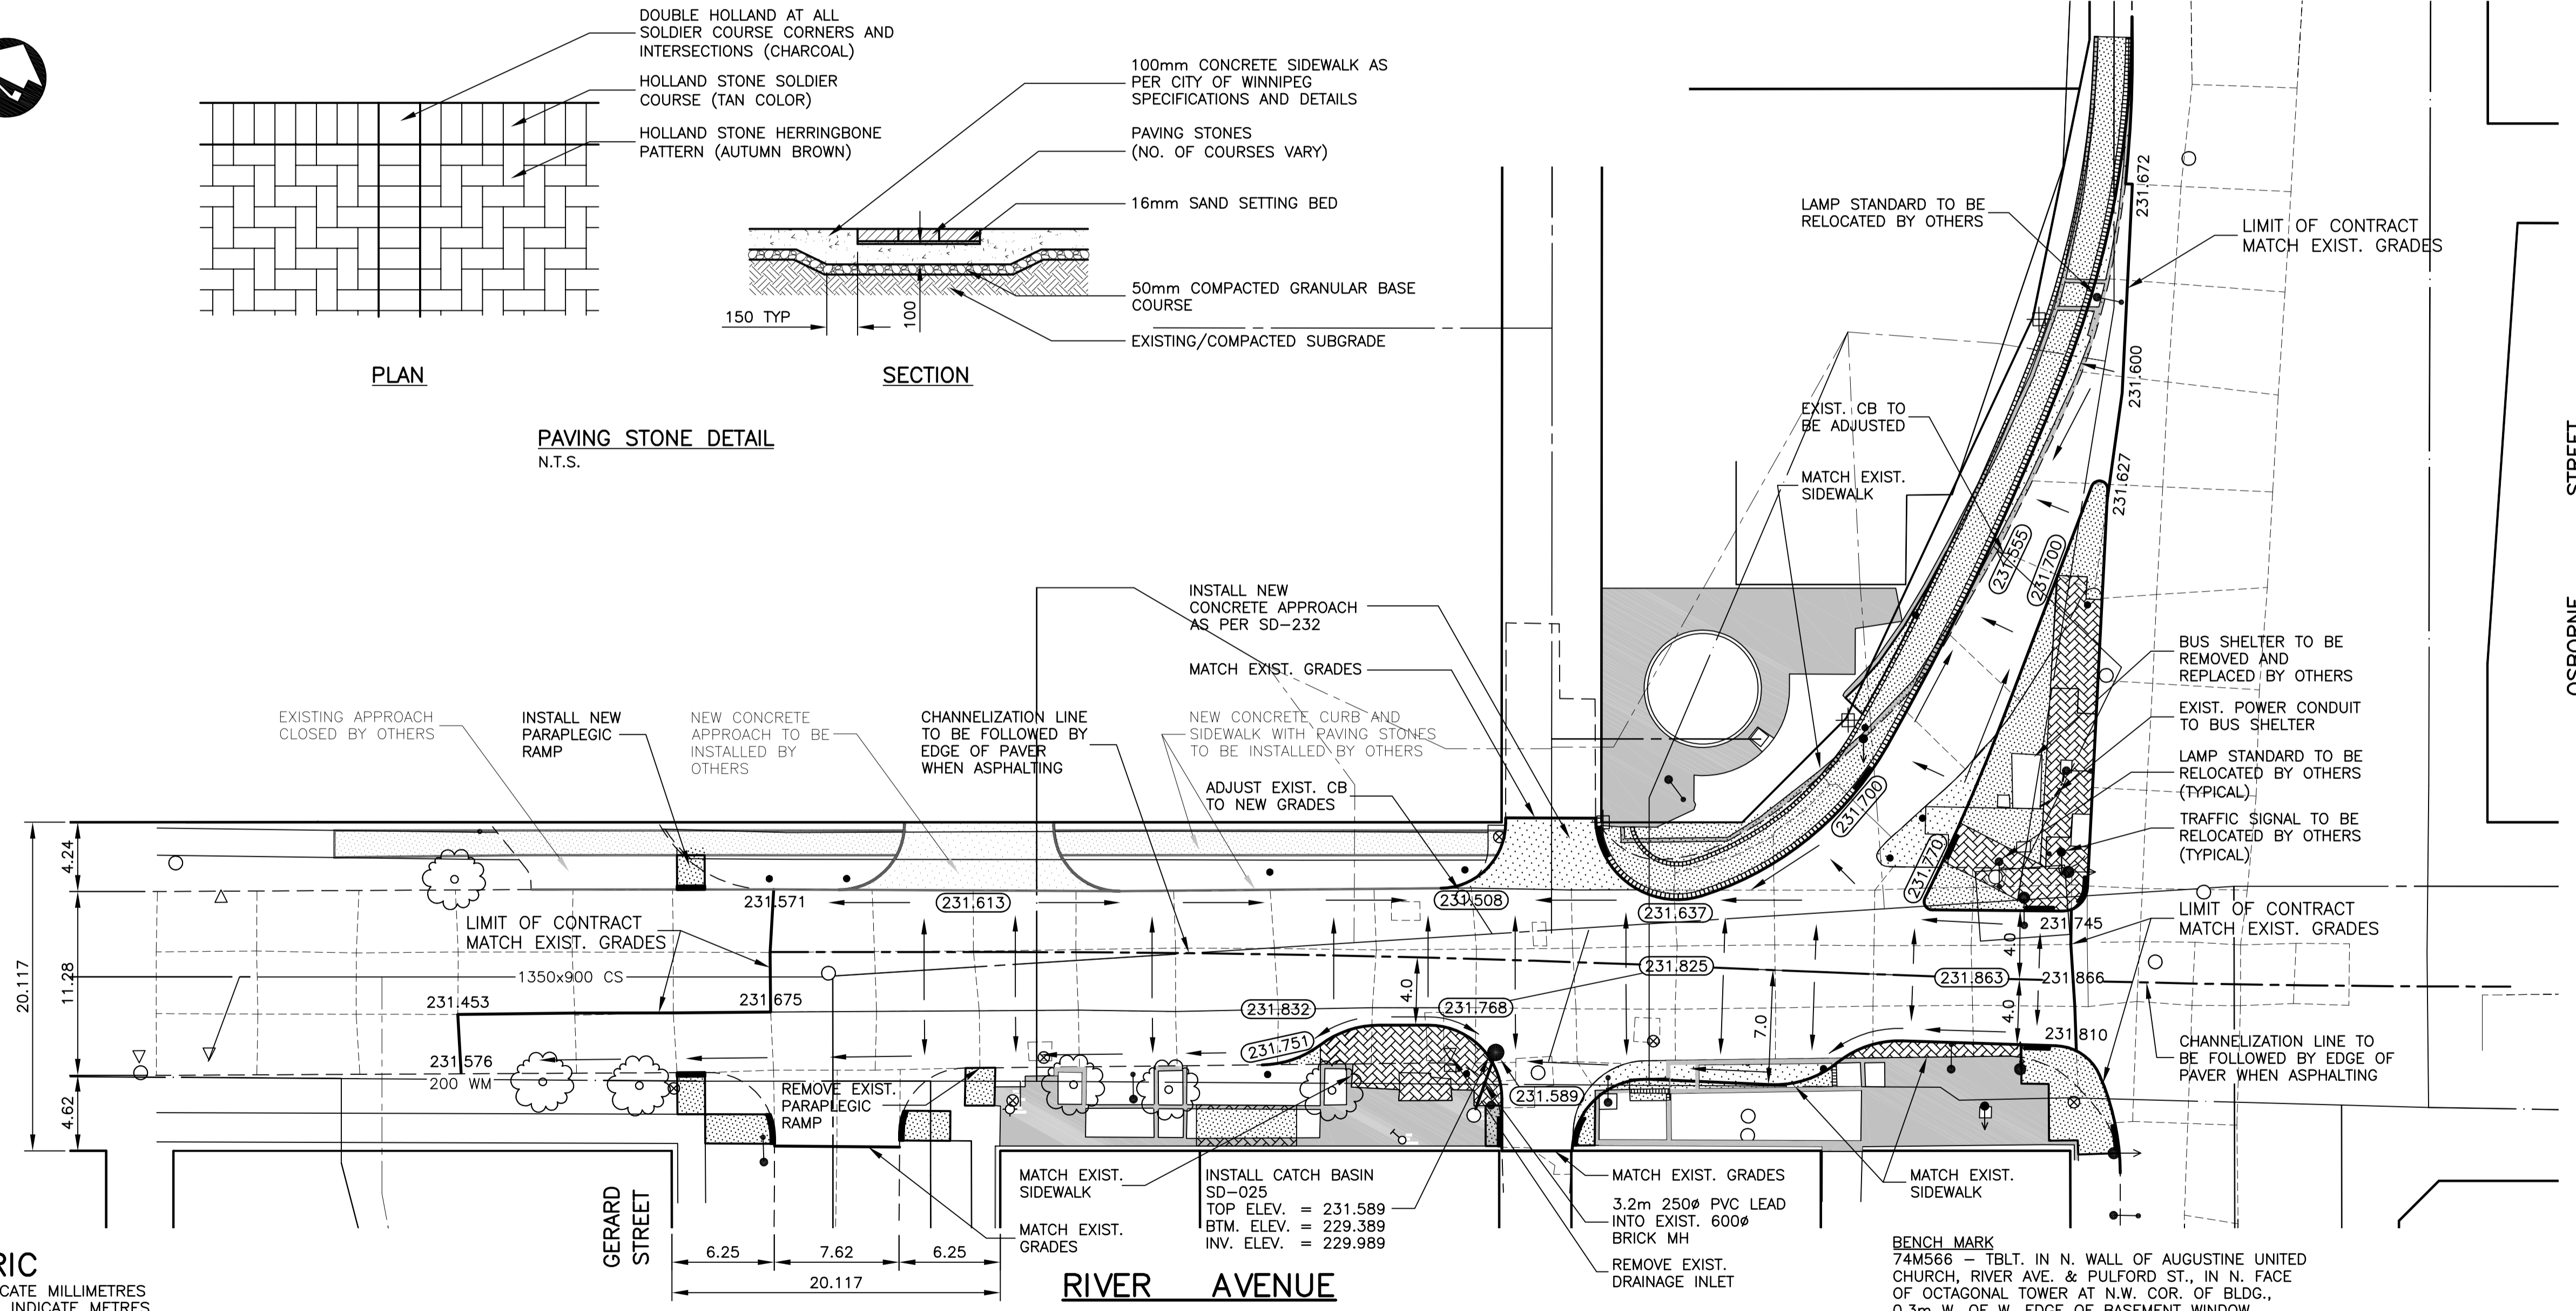 DOUBLE HOLLAND AT ALL
SOLDIER COURSE CORNERS AND
INTERSECTIONS (CHARCOAL)
HOLLAND STONE SOLDIER
COURSE (TAN COLOR)
HOLLAND STONE HERRINGBONE
PATTERN (AUTUMN BROWN)
PLAN
100mm CONCRETE SIDEWALK AS
PER CITY OF WINNIPEG
SPECIFICATIONS AND DETAILS
PAVING STONES
(NO. OF COURSES VARY)
16mm SAND SETTING BED
50mm COMPACTED GRANULAR BASE
COURSE
EXISTING/COMPACTED SUBGRADE
150 TYP
100
SECTION
PAVING STONE DETAIL
N.T.S.
LAMP STANDARD TO BE
RELOCATED BY OTHERS
231.672
LIMIT OF CONTRACT
MATCH EXIST. GRADES
231.600
EXIST. CB TO
BE ADJUSTED
MATCH EXIST.
SIDEWALK
231.627
231.555
231.700
STREET
OSBORNE
INSTALL NEW
CONCRETE APPROACH
AS PER SD-232
MATCH EXIST. GRADES
BUS SHELTER TO BE
REMOVED AND
REPLACED BY OTHERS
EXIST. POWER CONDUIT
TO BUS SHELTER
LAMP STANDARD TO BE
RELOCATED BY OTHERS
(TYPICAL)
TRAFFIC SIGNAL TO BE
RELOCATED BY OTHERS
(TYPICAL)
EXISTING APPROACH
CLOSED BY OTHERS
INSTALL NEW
PARAPLEGIC
RAMP
NEW CONCRETE
APPROACH TO BE
INSTALLED BY
OTHERS
CHANNELIZATION LINE
TO BE FOLLOWED BY
EDGE OF PAVER
WHEN ASPHALTING
NEW CONCRETE CURB AND
SIDEWALK WITH PAVING STONES
TO BE INSTALLED BY OTHERS
ADJUST EXIST. CB
TO NEW GRADES
231.700
231.770
4.24
20.117
11.28
4.62
231.571
231.613
231.508
231.637
231.745
LIMIT OF CONTRACT
MATCH EXIST. GRADES
LIMIT OF CONTRACT
MATCH EXIST. GRADES
1350x900 CS
231.453
231.675
231.832
231.768
231.825
231.863
231.866
4.0
4.0
4.0
7.0
231.751
231.810
231.576
200 WM
231.589
REMOVE EXIST.
PARAPLEGIC
RAMP
CHANNELIZATION LINE TO
BE FOLLOWED BY EDGE OF
PAVER WHEN ASPHALTING
MATCH EXIST.
SIDEWALK
MATCH EXIST.
GRADES
INSTALL CATCH BASIN
SD-025
TOP ELEV. = 231.589
BTM. ELEV. = 229.389
INV. ELEV. = 229.989
MATCH EXIST. GRADES
3.2m 250ø PVC LEAD
INTO EXIST. 600ø
BRICK MH
REMOVE EXIST.
DRAINAGE INLET
MATCH EXIST.
SIDEWALK
GERARD
STREET
6.25
7.62
6.25
20.117
RIVER AVENUE
BENCH MARK
74M566 - TBLT. IN N. WALL OF AUGUSTINE UNITED
CHURCH, RIVER AVE. & PULFORD ST., IN N. FACE
OF OCTAGONAL TOWER AT N.W. COR. OF BLDG.,
0.3m W. OF W. EDGE OF BASEMENT WINDOW
RIC
CATE MILLIMETRES
INDICATE METRES